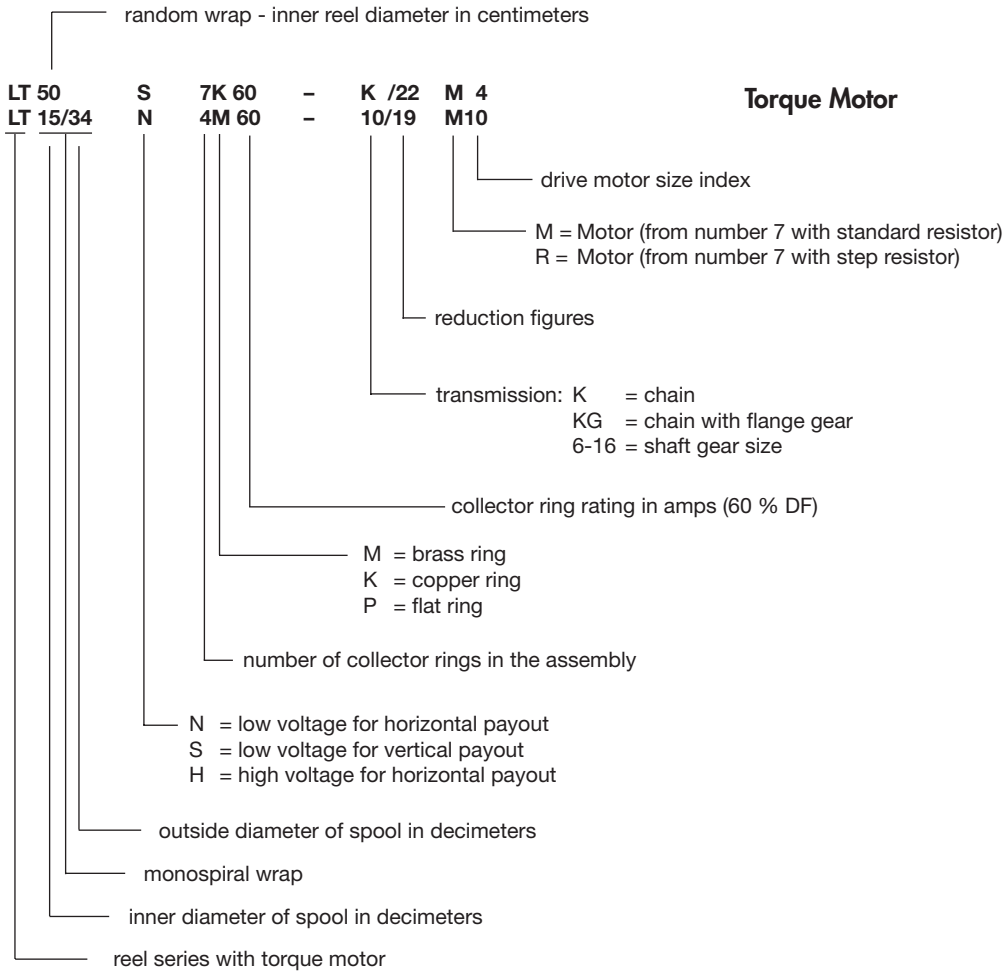 random wrap - inner reel diameter in centimeters
LT 50 S 7K 60 – K /22 M 4
Torque Motor
LT 15/34 N 4M 60 – 10/19 M10
drive motor size index
M = Motor (from number 7 with standard resistor)
R = Motor (from number 7 with step resistor)
reduction figures
transmission: K = chain
KG = chain with flange gear
6-16 = shaft gear size
collector ring rating in amps (60 % DF)
M = brass ring
K = copper ring
P = flat ring
number of collector rings in the assembly
N = low voltage for horizontal payout
S = low voltage for vertical payout
H = high voltage for horizontal payout
outside diameter of spool in decimeters
monospiral wrap
inner diameter of spool in decimeters
reel series with torque motor